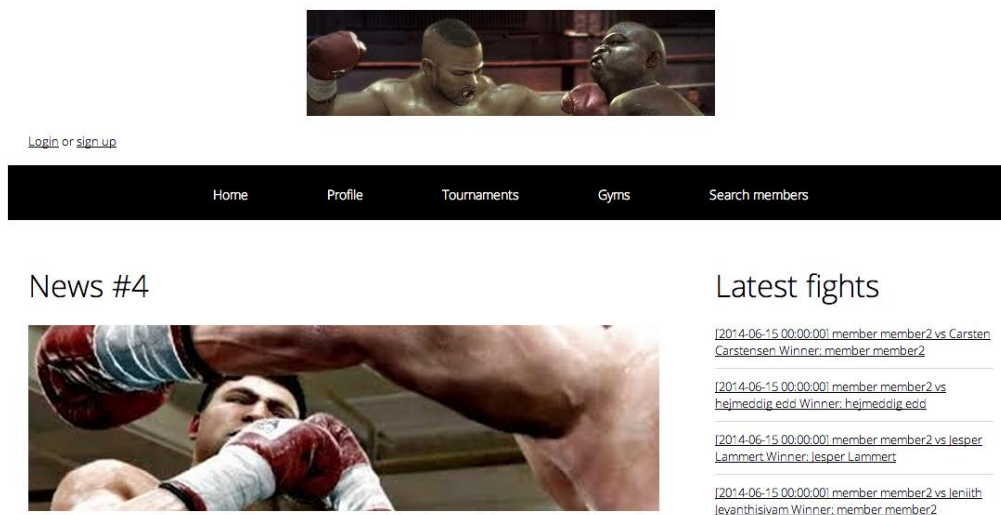 Login or sign up
Home Profile Tournaments Gyms Search members
News #4
Latest fights
[2014-06-15 00:00:00] member member2 vs Carsten
Carstensen Winner: member member2
[2014-06-15 00:00:00] member member2 vs
hejmeddig edd Winner: hejmeddig edd
[2014-06-15 00:00:00] member member2 vs Jesper
Lammert Winner: Jesper Lammert
[2014-06-15 00:00:00] member member2 vs Jeniith
Jeyanthisivam Winner: member member2